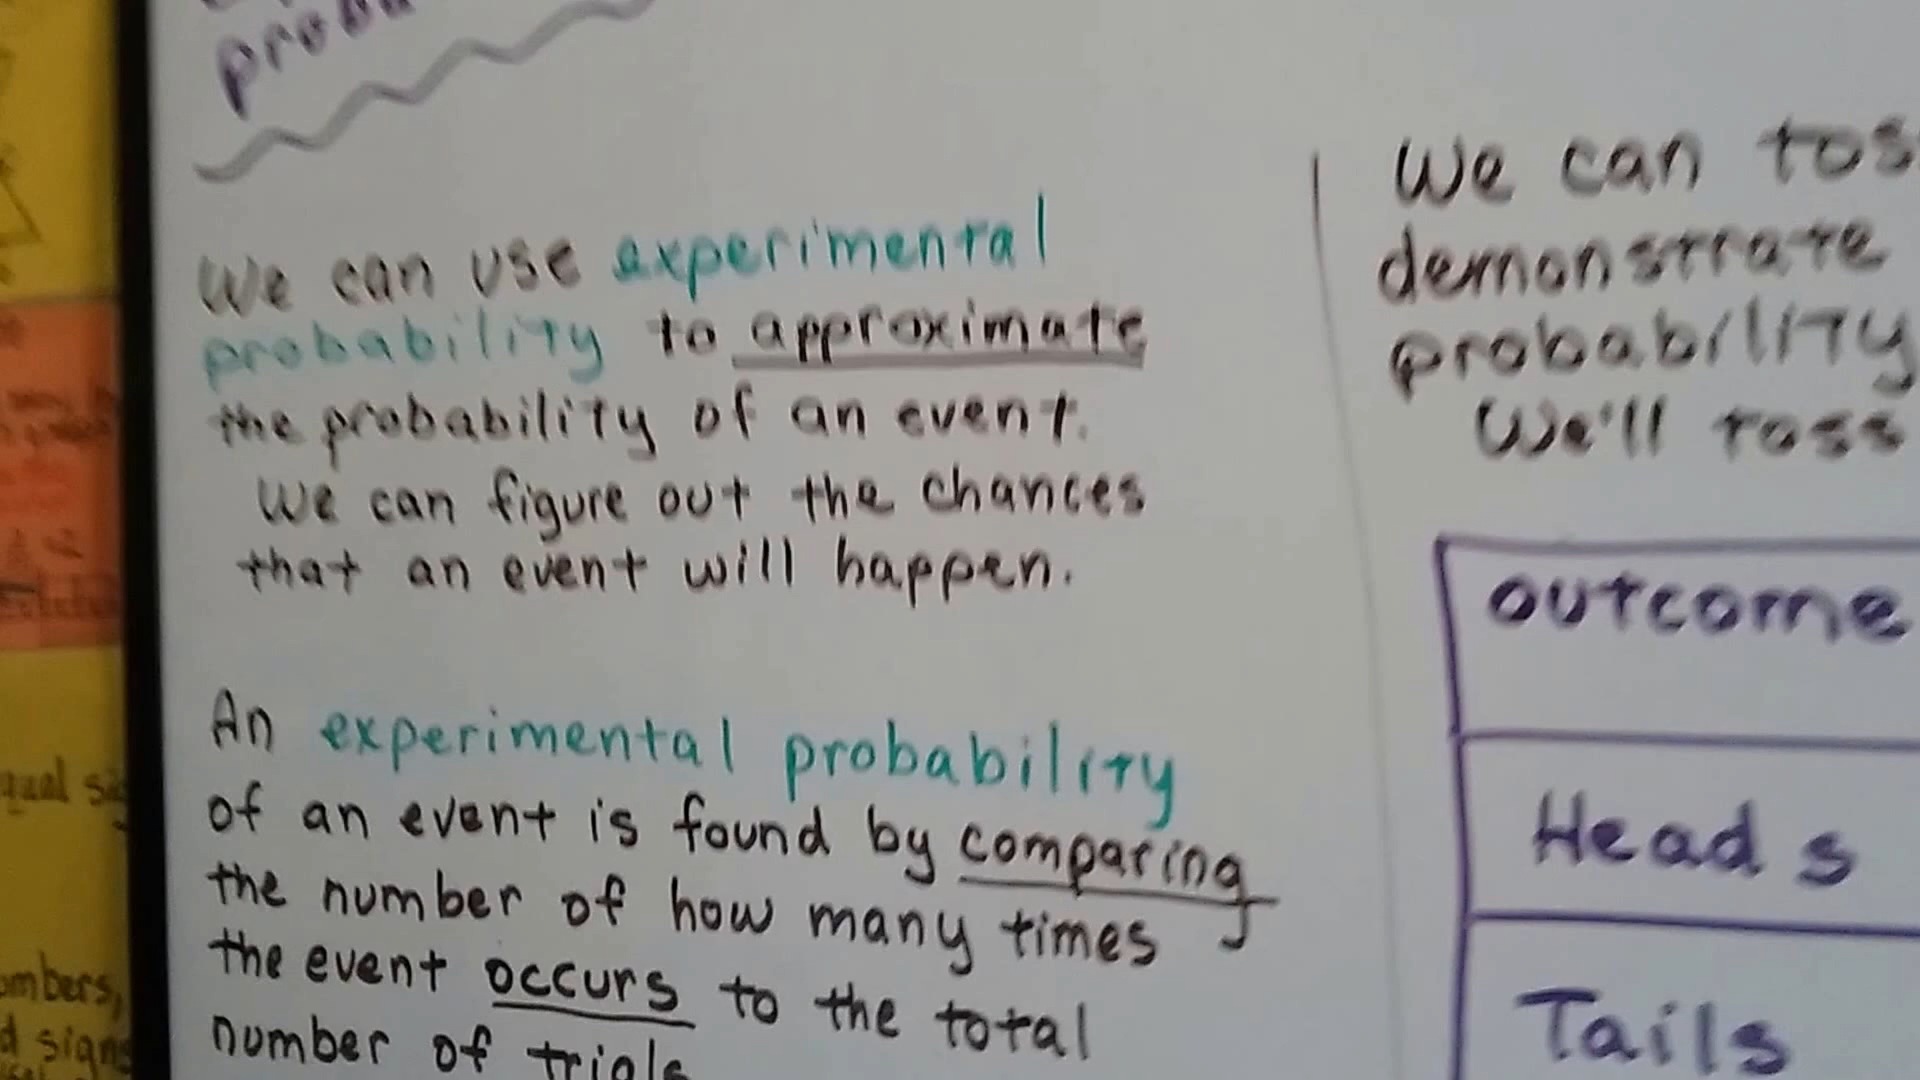 We can use experimental
probability to approximate
the probability of an event.
We can figure out the chances
that an event will happen.
An experimental probability
of an event is found by comparing
the number of how many times
the event occurs to the total
number of trials
We can
demonstrate
probability
We'll toss
outcome
Heads
Tails